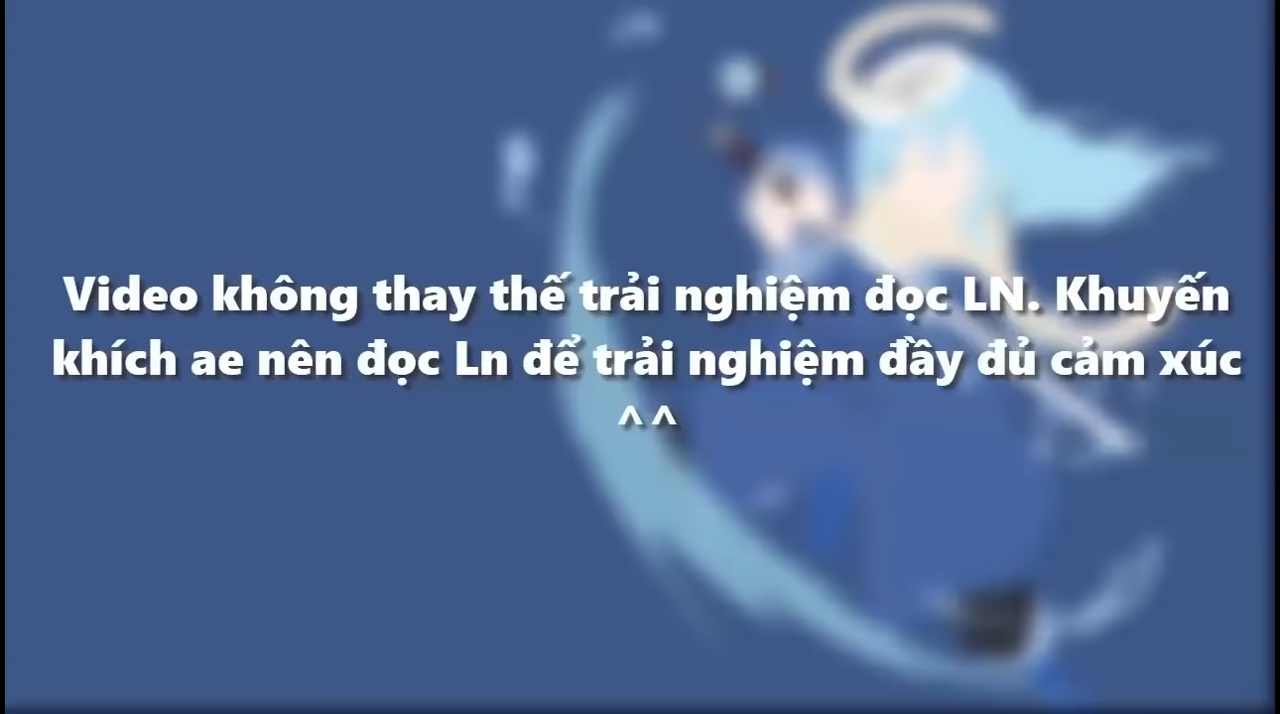 Video không thay thế trải nghiệm đọc LN. Khuyến
khích ae nên đọc Ln để trải nghiệm đầy đủ cảm xúc
^^